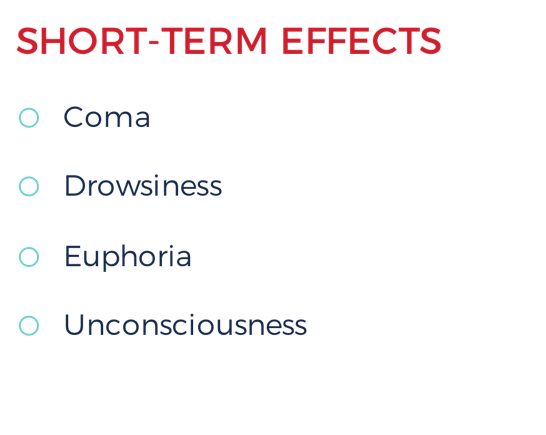 SHORT-TERM EFFECTS
Coma
Drowsiness
Euphoria
Unconsciousness